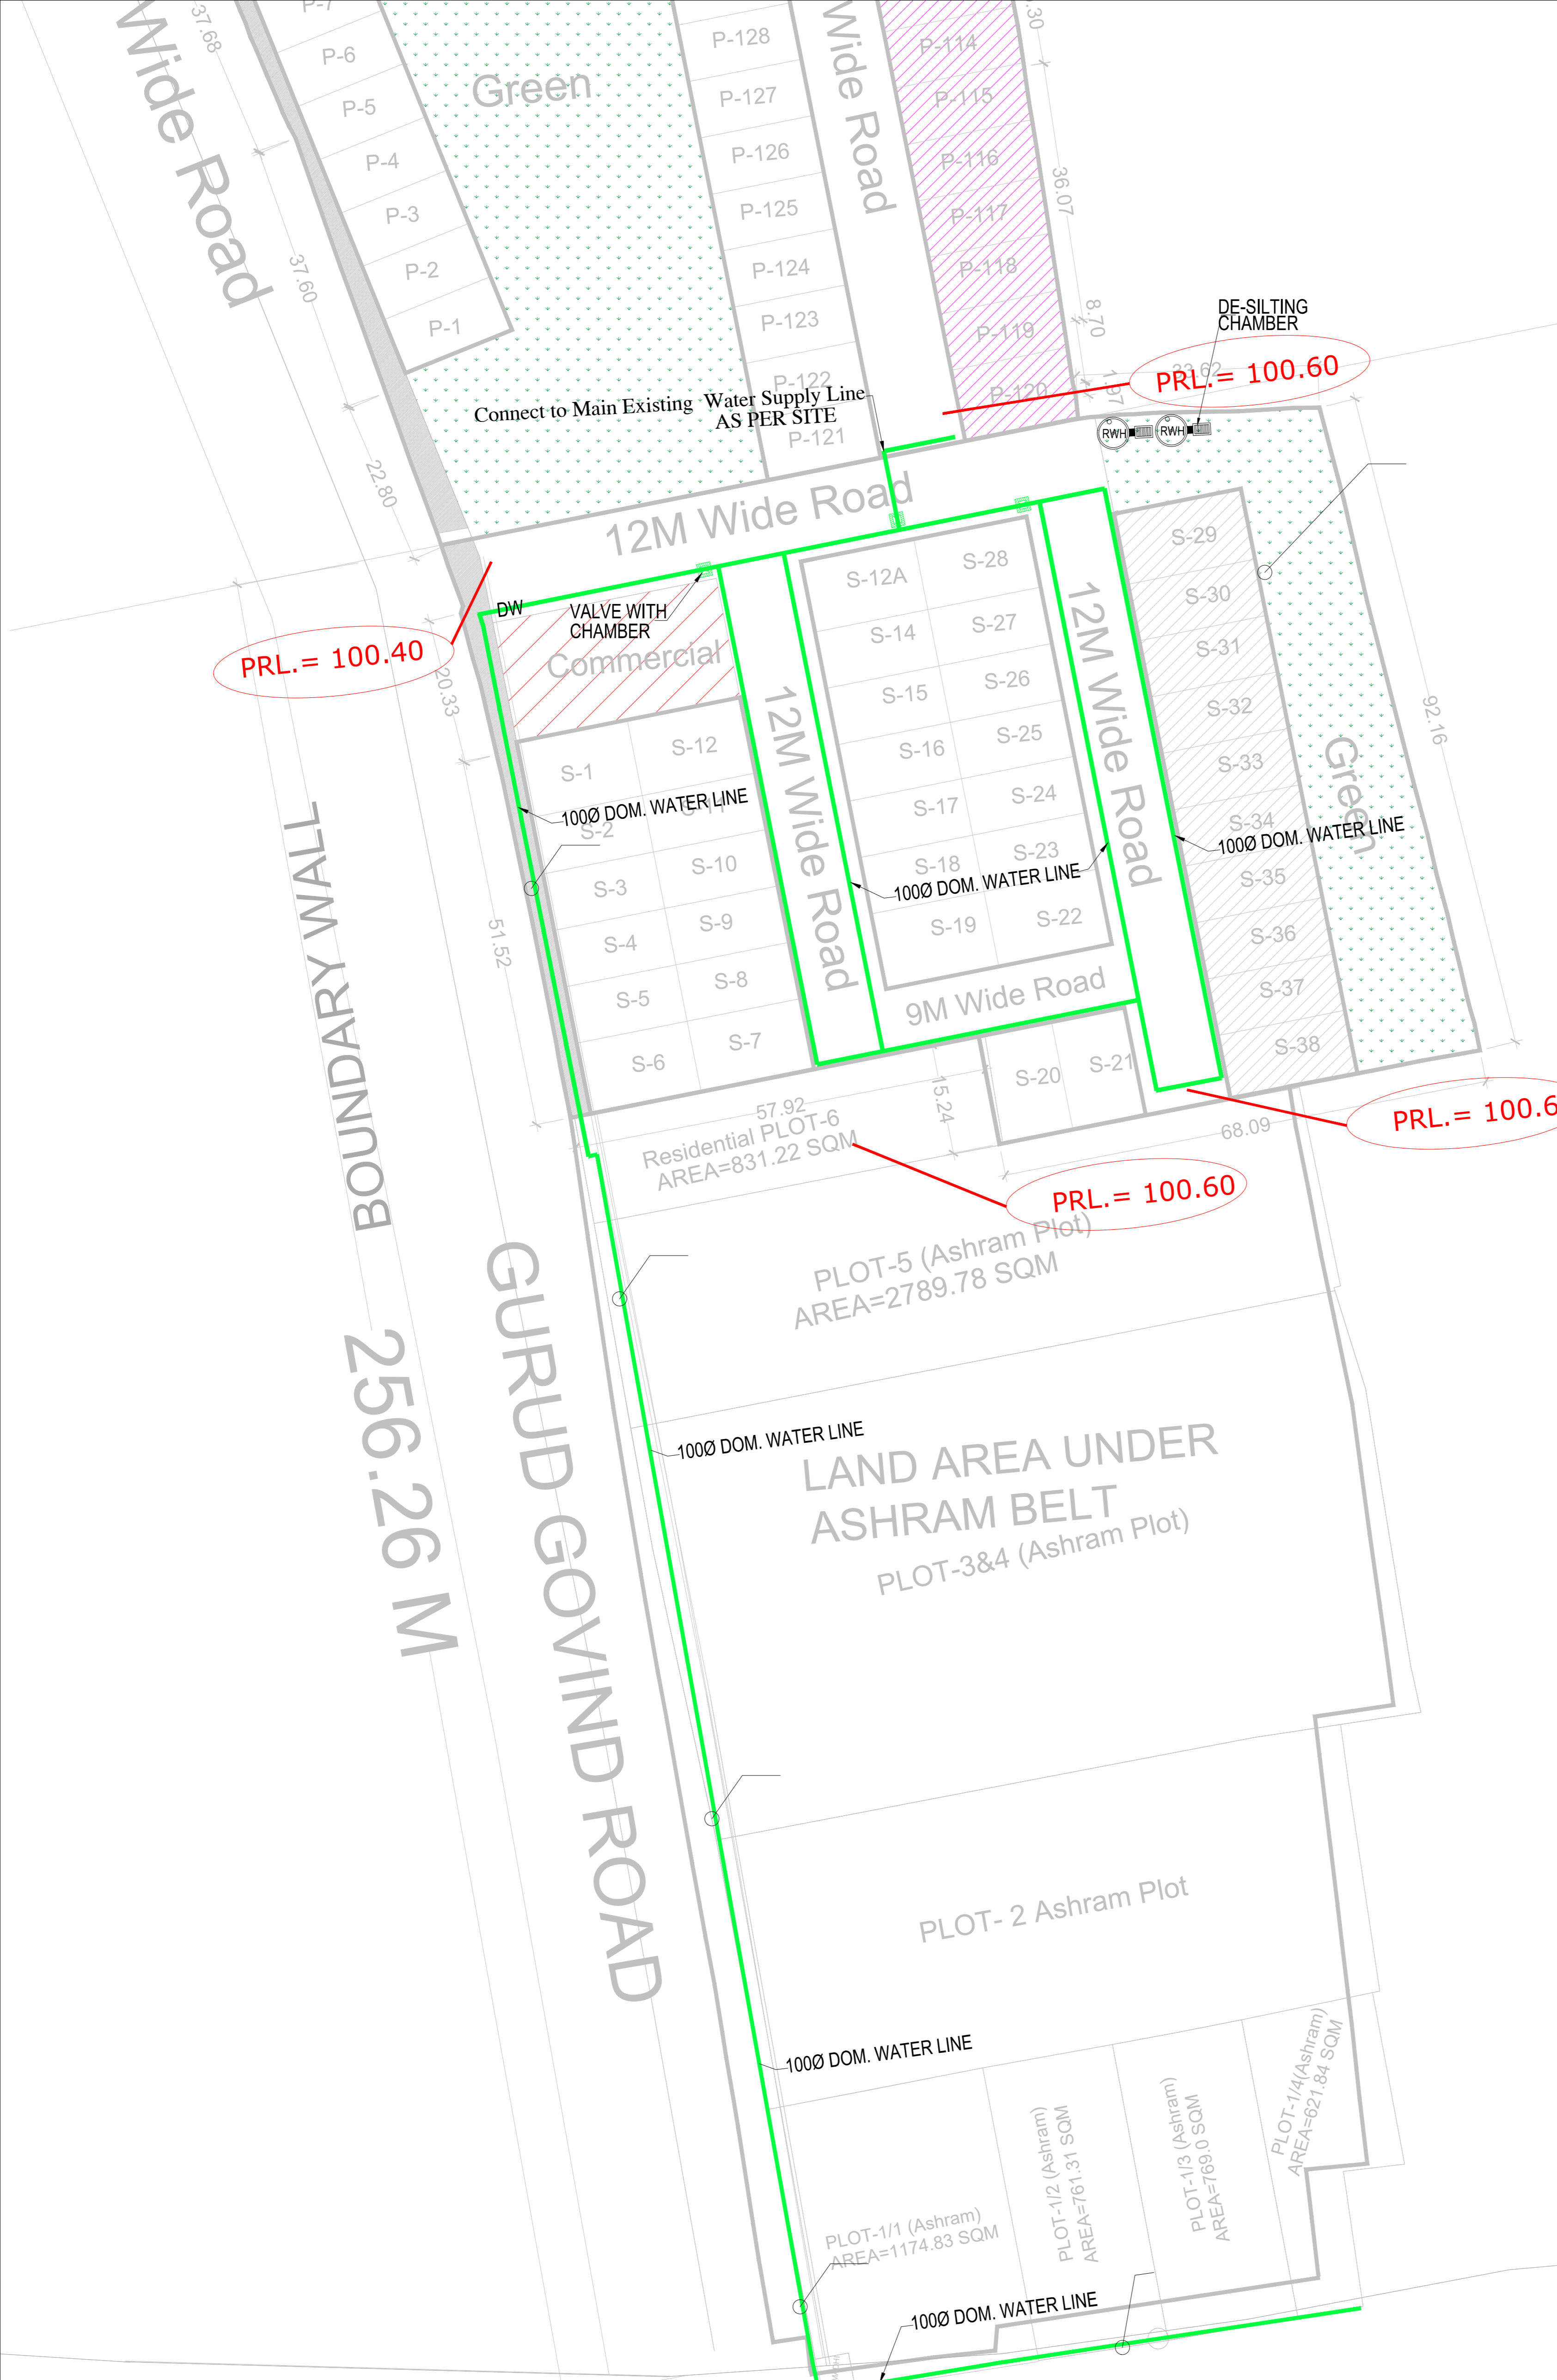 37.68
P-7
P-6
P-5
P-4
P-3
P-2
P-1
Wide Road
Green
P-128
P-127
P-126
P-125
P-124
P-123
P-122
P-121
Wide Road
P-114
P-115
P-116
P-117
P-118
P-119
P-120
36.07
8.70
1.97
33.62
37.60
22.80
DE-SILTING
CHAMBER
PRL.= 100.60
RWH
RWH
Connect to Main Existing Water Supply Line
AS PER SITE
12M Wide Road
DW
VALVE WITH
CHAMBER
Commercial
PRL.= 100.40
20.33
S-1
S-2
S-3
S-4
S-5
S-6
S-12
S-11
S-10
S-9
S-8
S-7
100Ø DOM. WATER LINE
12M Wide Road
S-12A
S-14
S-15
S-16
S-17
S-18
S-19
S-28
S-27
S-26
S-25
S-24
S-23
S-22
100Ø DOM. WATER LINE
12M Wide Road
S-29
S-30
S-31
S-32
S-33
S-34
S-35
S-36
S-37
S-38
Green
92.16
100Ø DOM. WATER LINE
9M Wide Road
S-20
S-21
51.52
57.92
15.24
68.09
Residential PLOT-6
AREA=831.22 SQM
PRL.= 100.6
PRL.= 100.60
BOUNDARY WALL
256.26 M
GURUD GOVIND ROAD
PLOT-5 (Ashram Plot)
AREA=2789.78 SQM
100Ø DOM. WATER LINE
LAND AREA UNDER
ASHRAM BELT
PLOT-3&4 (Ashram Plot)
PLOT- 2 Ashram Plot
100Ø DOM. WATER LINE
PLOT-1/1 (Ashram)
AREA=1174.83 SQM
PLOT-1/2 (Ashram)
AREA=761.31 SQM
PLOT-1/3 (Ashram)
AREA=769.0 SQM
PLOT-1/4(Ashram)
AREA=621.84 SQM
100Ø DOM. WATER LINE